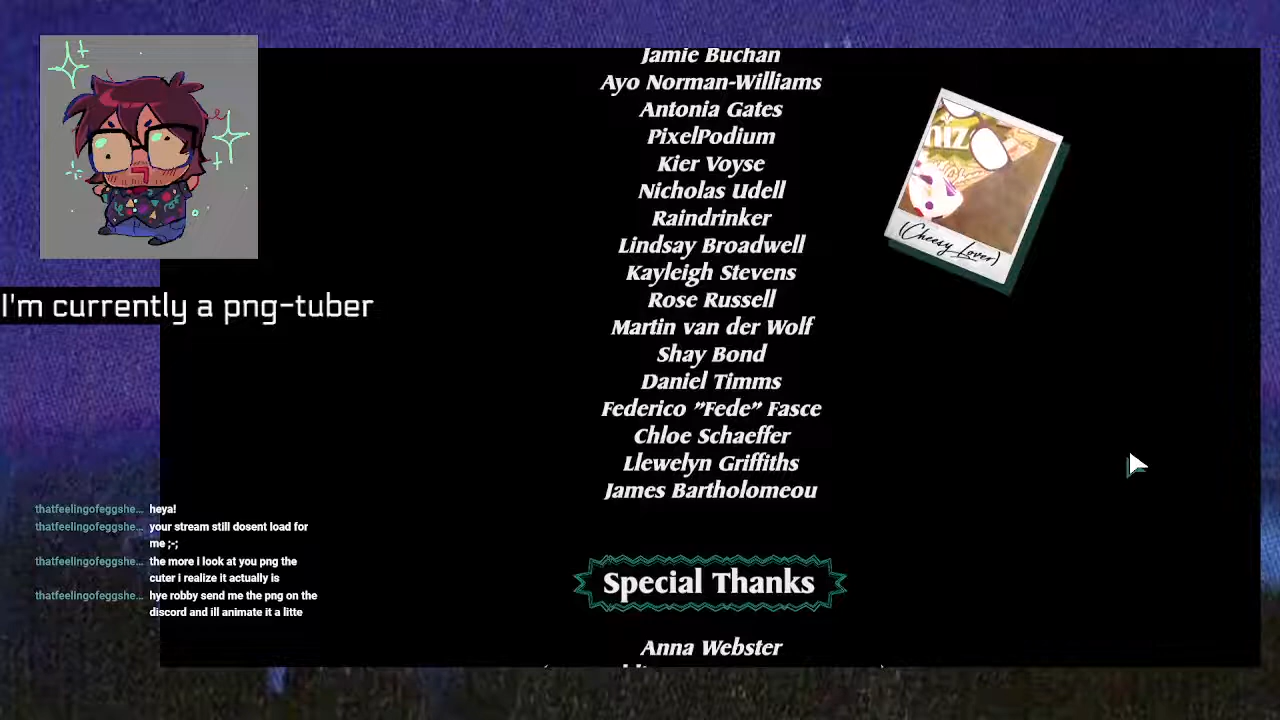 Jamie Buchan
Ayo Norman-Williams
Antonia Gates
PixelPodium
Kier Voyse
Nicholas Udell
Raindrinker
Lindsay Broadwell
Kayleigh Stevens
Rose Russell
Martin van der Wolf
Shay Bond
Daniel Timms
Federico "Fede" Fasce
Chloe Schaeffer
Llewelyn Griffiths
James Bartholomeou
Special Thanks
Anna Webster
(Cheesy Lover)
I'm currently a png-tuber
thatfeelingofeggshe... heya!
thatfeelingofeggshe... your stream still dosent load for
me ;-;
thatfeelingofeggshe... the more i look at you png the
cuter i realize it actually is
thatfeelingofeggshe... hye robby send me the png on the
discord and ill animate it a litte